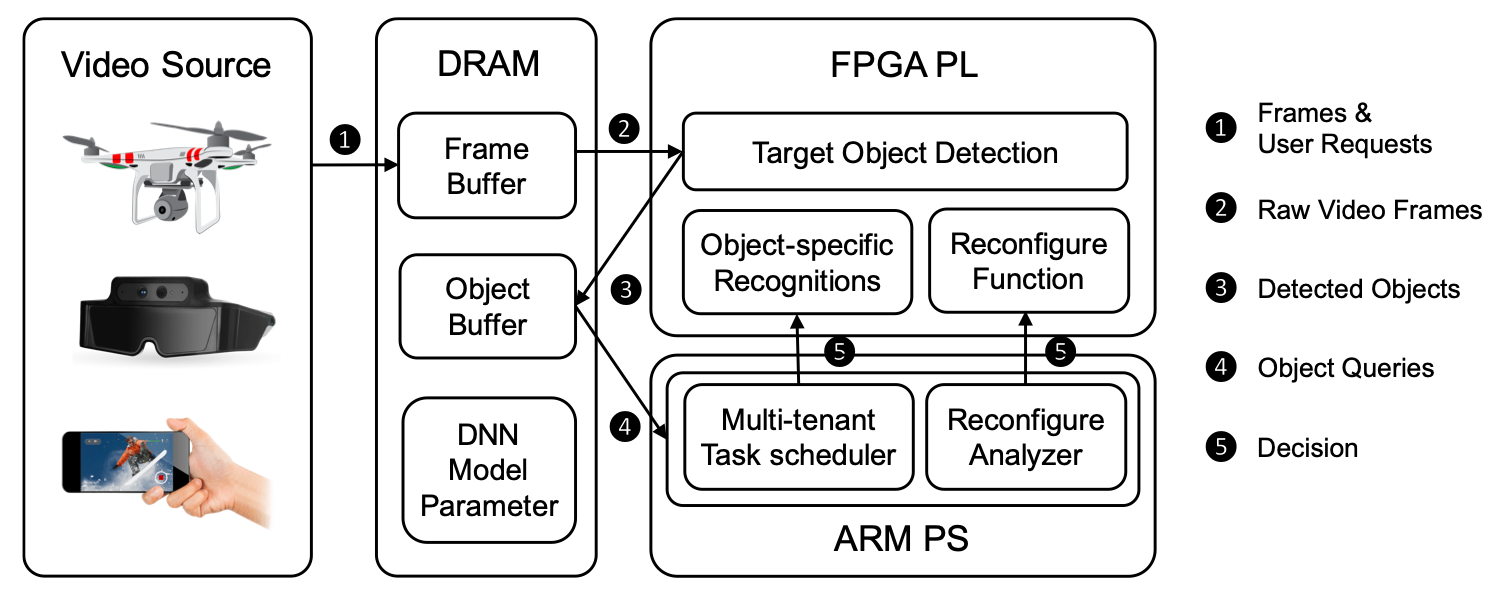 Video Source
DRAM
FPGA PL
1
Frame
Buffer
2
Target Object Detection
Object
Buffer
3
Object-specific
Recognitions
Reconfigure
Function
5
5
DNN
Model
Parameter
4
Multi-tenant
Task scheduler
Reconfigure
Analyzer
ARM PS
1 Frames &
User Requests
2 Raw Video Frames
3 Detected Objects
4 Object Queries
5 Decision